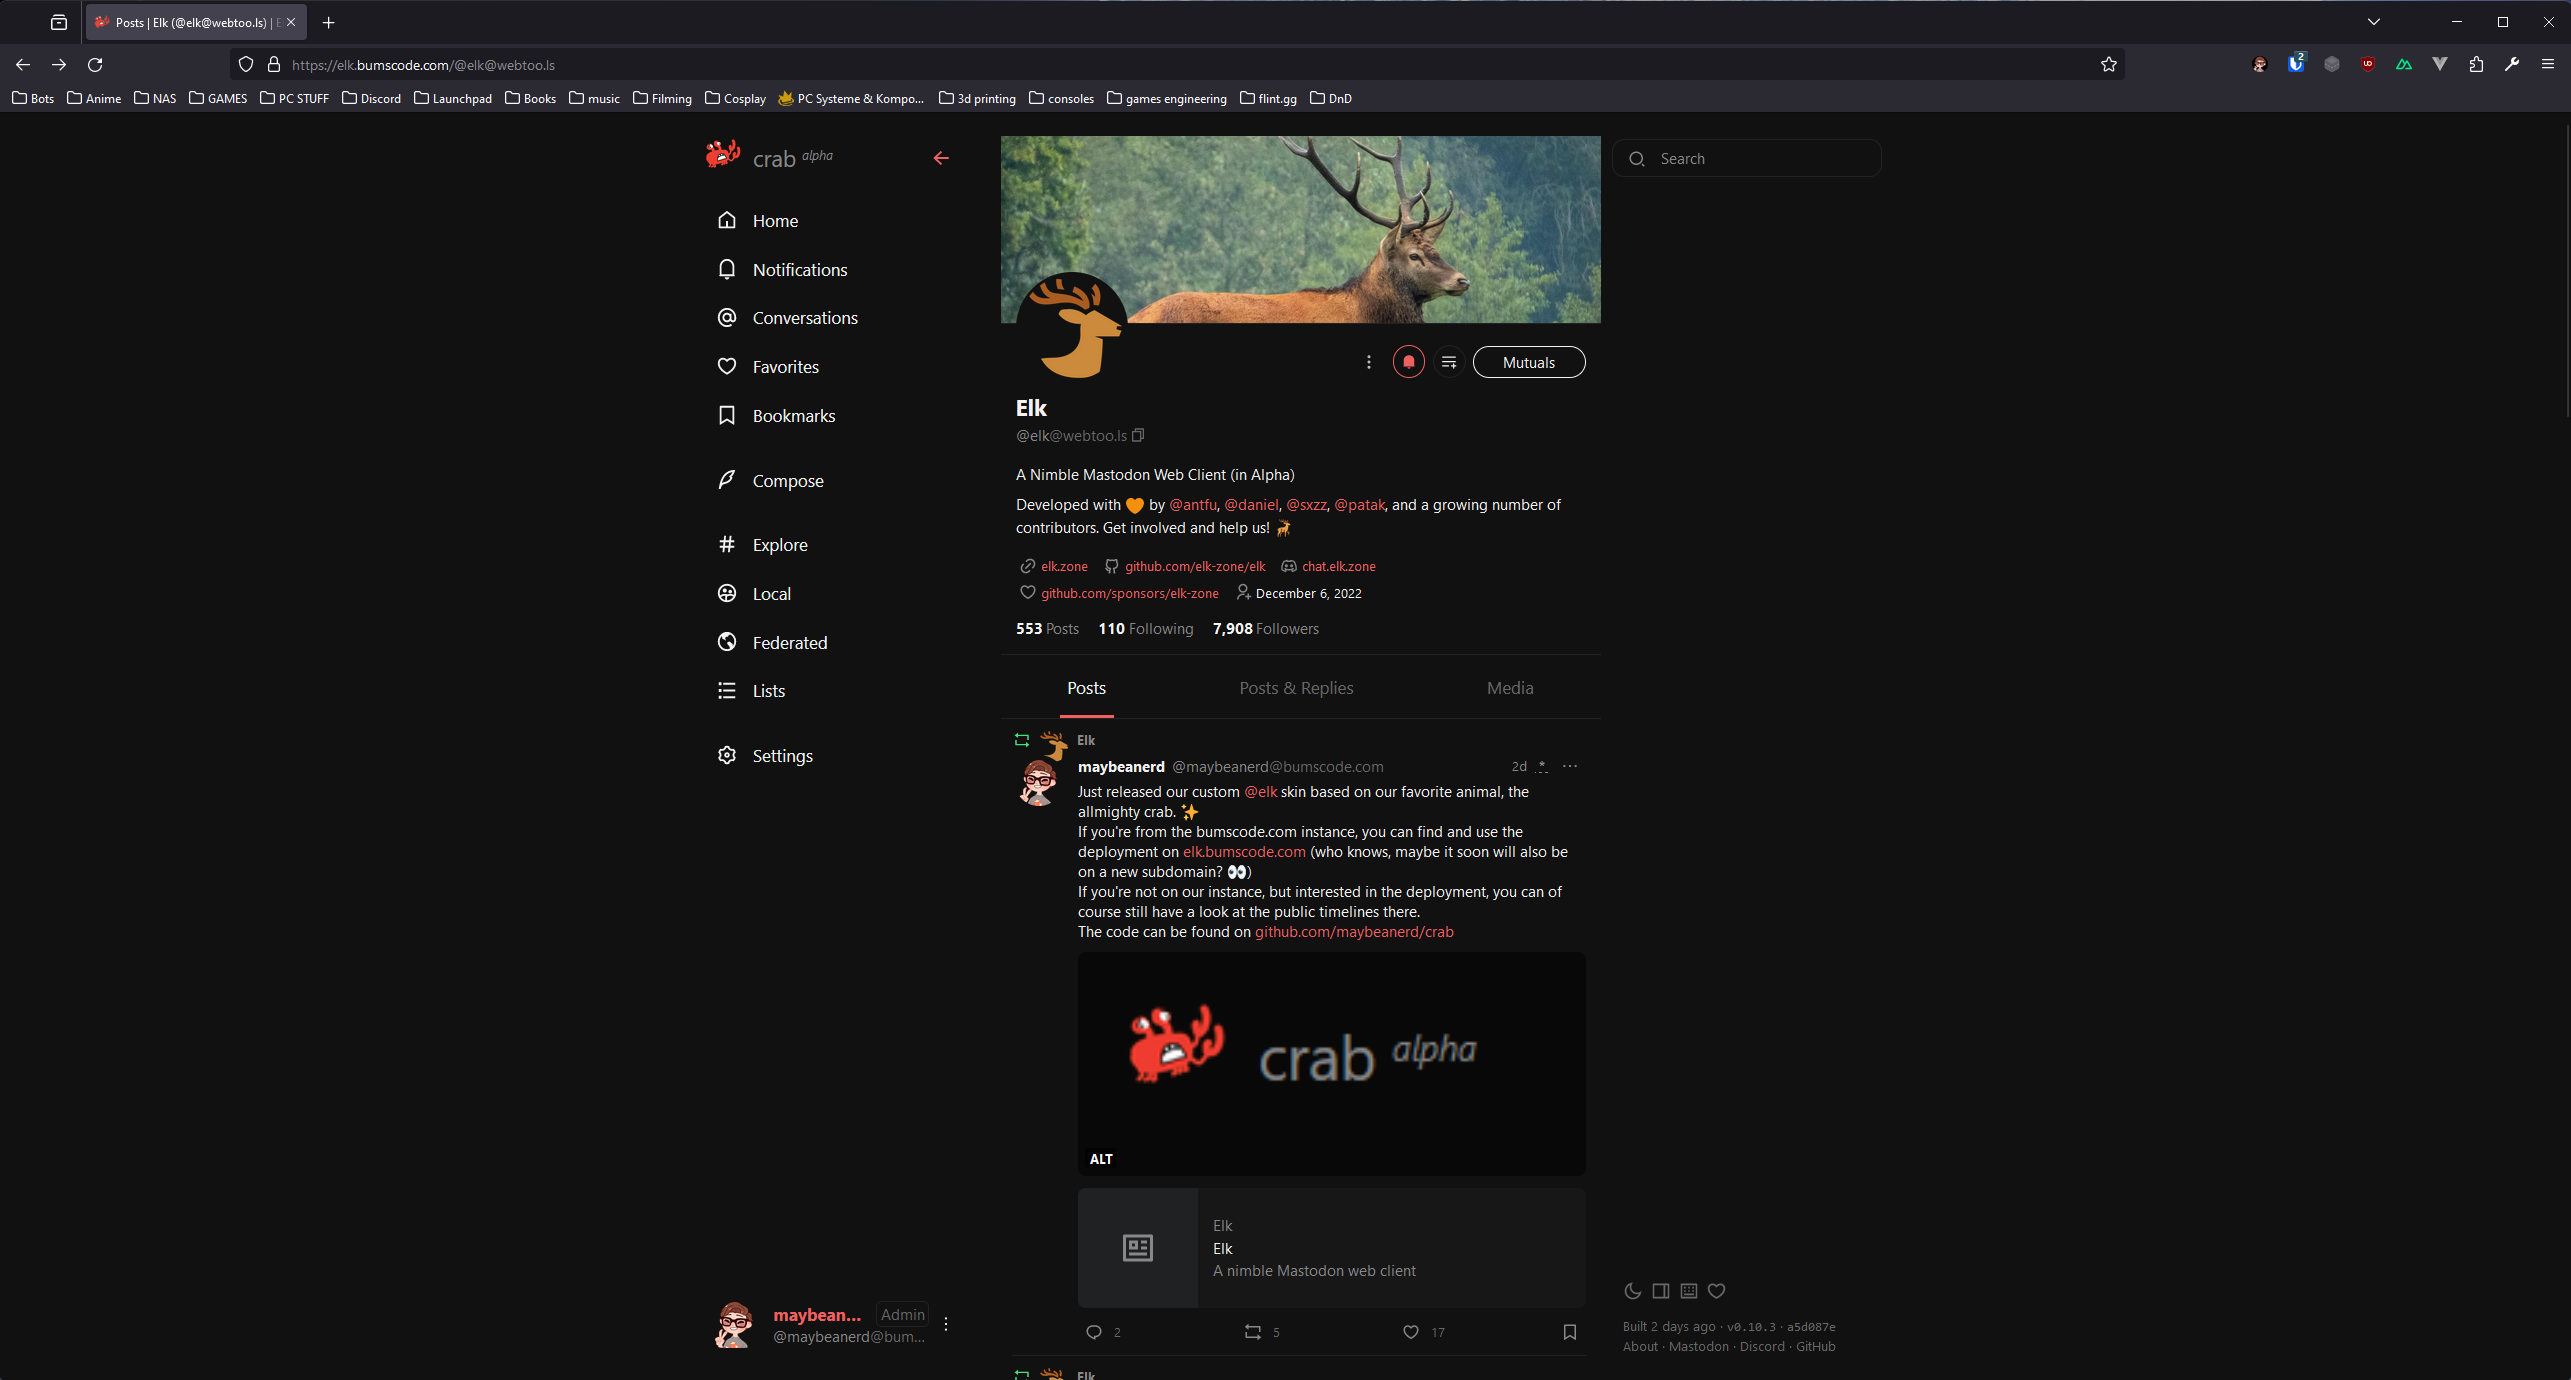 Posts | Elk (@elk@webtoo.ls) | E
https://elk.bumscode.com/@elk@webtoo.ls
2
Bots Anime NAS GAMES PC STUFF Discord Launchpad Books music Filming Cosplay PC Systeme & Kompo... 3d printing consoles games engineering flint.gg DnD
crab alpha
Home
Notifications
Conversations
Favorites
Bookmarks
Compose
Explore
Local
Federated
Lists
Settings
maybean... Admin
@maybeanerd@bum...
Mutuals
Elk
@elk@webtoo.ls
A Nimble Mastodon Web Client (in Alpha)
Developed with 🧡 by @antfu, @daniel, @sxzz, @patak, and a growing number of
contributors. Get involved and help us! 🦌
elk.zone github.com/elk-zone/elk chat.elk.zone
github.com/sponsors/elk-zone December 6, 2022
553 Posts 110 Following 7,908 Followers
Posts Posts & Replies Media
Elk
maybeanerd @maybeanerd@bumscode.com 2d * ...
Just released our custom @elk skin based on our favorite animal, the
allmighty crab. ✨
If you're from the bumscode.com instance, you can find and use the
deployment on elk.bumscode.com (who knows, maybe it soon will also be
on a new subdomain? 👀)
If you're not on our instance, but interested in the deployment, you can of
course still have a look at the public timelines there.
The code can be found on github.com/maybeanerd/crab
crab alpha
ALT
Elk
Elk
A nimble Mastodon web client
2 5 17
Elk
Search
Built 2 days ago · v0.10.3 · a5d087e
About · Mastodon · Discord · GitHub